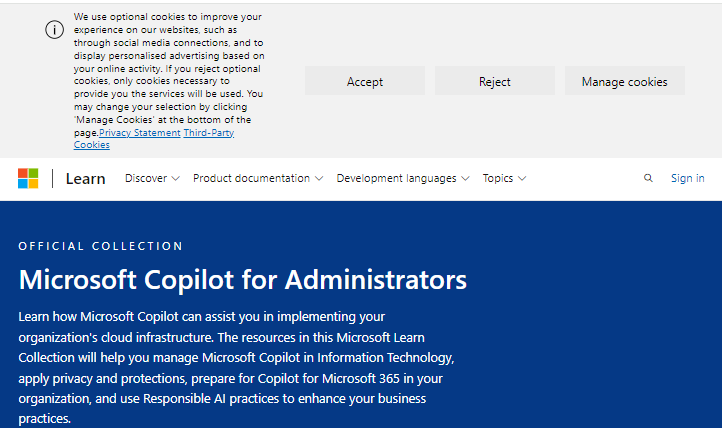 We use optional cookies to improve your
experience on our websites, such as
through social media connections, and to
display personalised advertising based on
your online activity. If you reject optional
cookies, only cookies necessary to
provide you the services will be used. You
may change your selection by clicking
'Manage Cookies' at the bottom of the
page.Privacy Statement Third-Party
Cookies
Accept Reject Manage cookies
Learn Discover Product documentation Development languages Topics Sign in
OFFICIAL COLLECTION
Microsoft Copilot for Administrators
Learn how Microsoft Copilot can assist you in implementing your
organization's cloud infrastructure. The resources in this Microsoft Learn
Collection will help you manage Microsoft Copilot in Information Technology,
apply privacy and protections, prepare for Copilot for Microsoft 365 in your
organization, and use Responsible AI practices to enhance your business
practices.